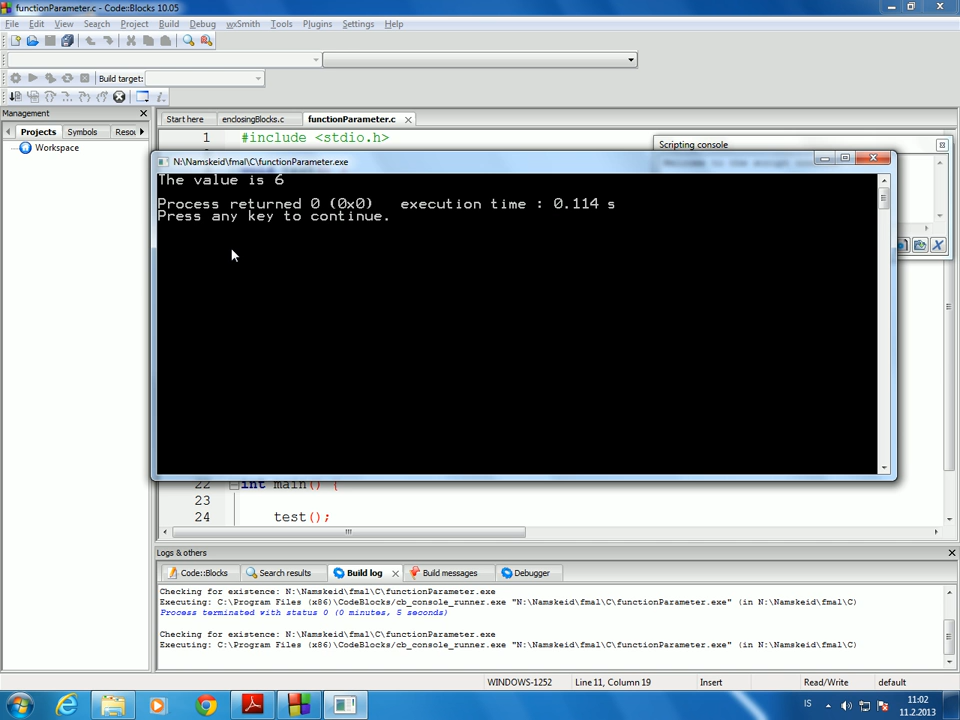 functionParameter.c - Code::Blocks 10.05
File Edit View Search Project Build Debug wxSmith Tools Plugins Settings Help
Build target:
Management
Projects Symbols Resou
Workspace
Start here enclosingBlocks.c functionParameter.c
1 #include <stdio.h>
Scripting console
N:\Namskeid\fmal\C\functionParameter.exe
The value is 6
Process returned 0 (0x0) execution time : 0.114 s
Press any key to continue.
22 int main() {
23
24 test();
Logs & others
Code::Blocks Search results Build log Build messages Debugger
Checking for existence: N:\Namskeid\fmal\C\functionParameter.exe
Executing: C:\Program Files (x86)\CodeBlocks/cb_console_runner.exe "N:\Namskeid\fmal\C\functionParameter.exe" (in N:\Namskeid\fmal\C)
Process terminated with status 0 (0 minutes, 5 seconds)
Checking for existence: N:\Namskeid\fmal\C\functionParameter.exe
Executing: C:\Program Files (x86)\CodeBlocks/cb_console_runner.exe "N:\Namskeid\fmal\C\functionParameter.exe" (in N:\Namskeid\fmal\C)
WINDOWS-1252 Line 11, Column 19 Insert Read/Write default
IS 11:02
11.2.2013